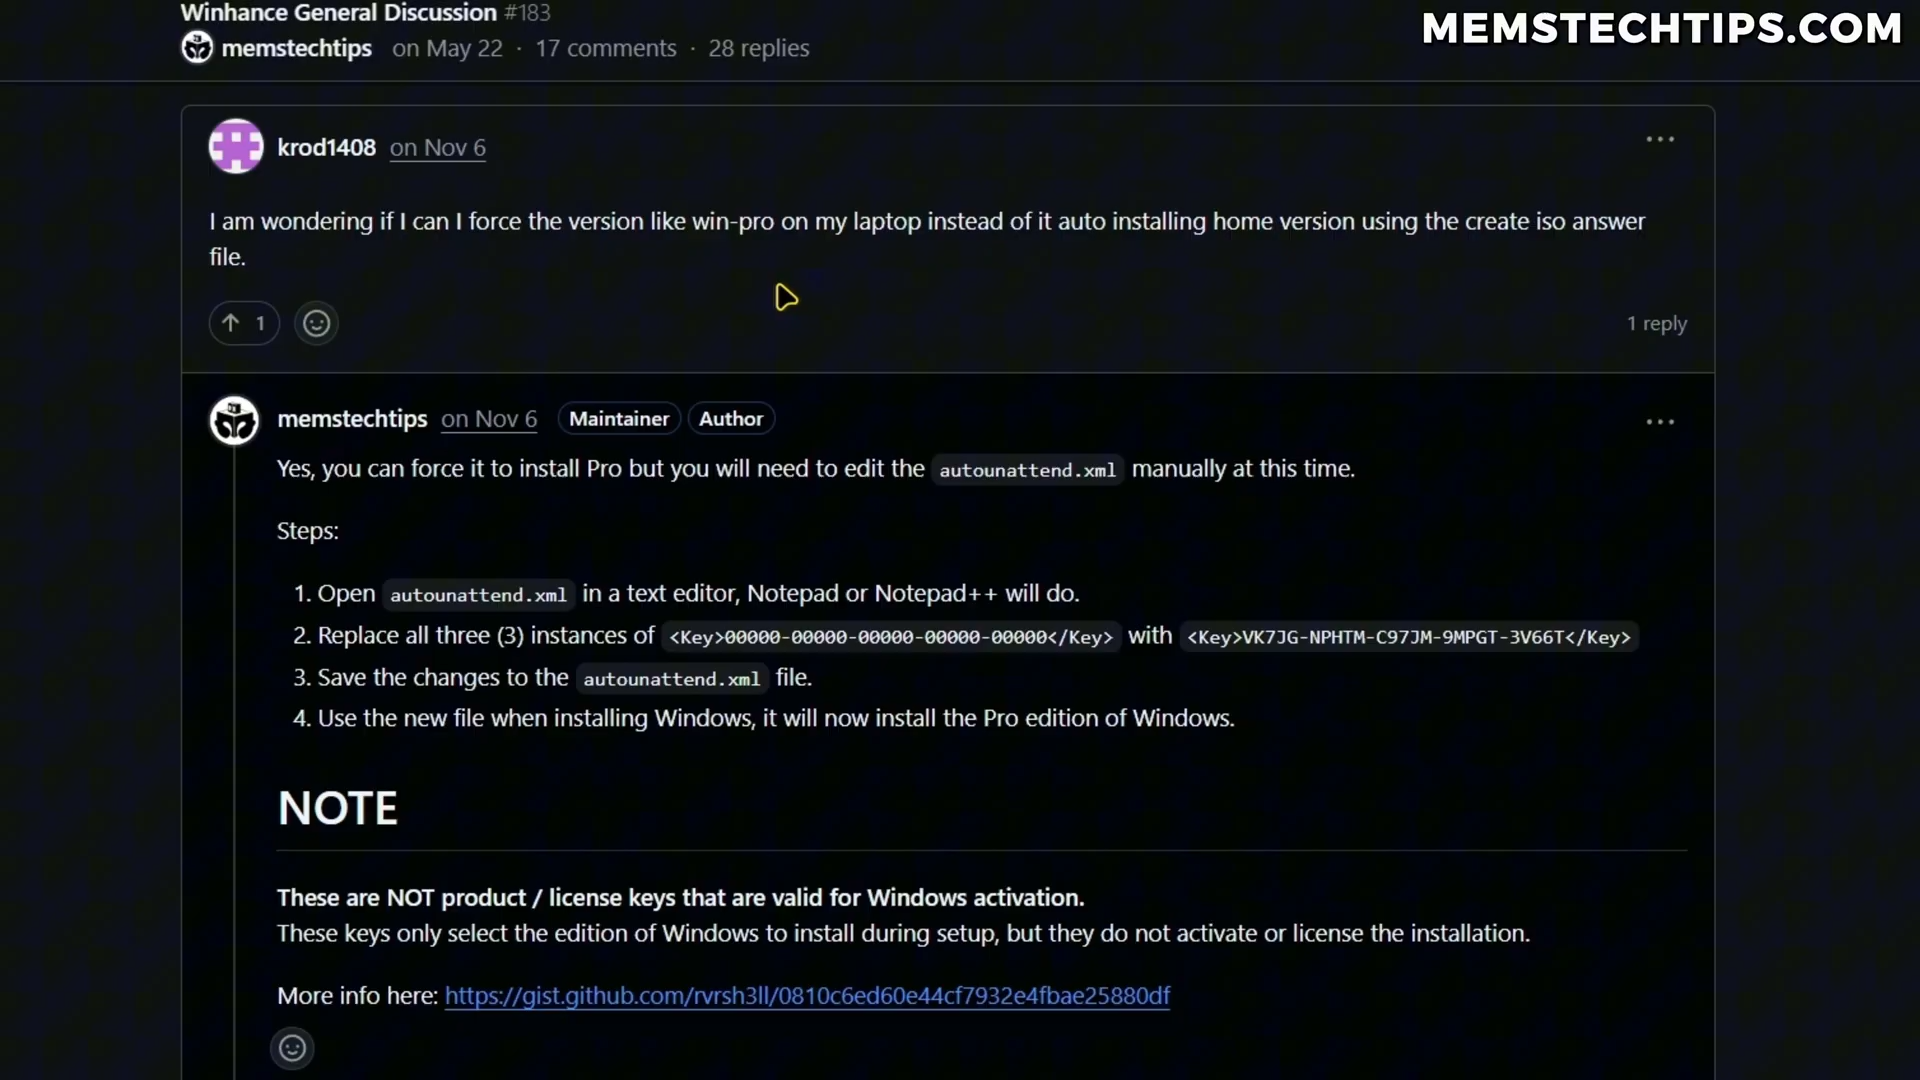 Winhance General Discussion #183
MEMSTECHTIPS.COM
memstechtips on May 22 · 17 comments · 28 replies
krod1408 on Nov 6
I am wondering if I can I force the version like win-pro on my laptop instead of it auto installing home version using the create iso answer
file.
1
1 reply
memstechtips on Nov 6 Maintainer Author
Yes, you can force it to install Pro but you will need to edit the autounattend.xml manually at this time.
Steps:
1. Open autounattend.xml in a text editor, Notepad or Notepad++ will do.
2. Replace all three (3) instances of <Key>00000-00000-00000-00000-00000</Key> with <Key>VK7JG-NPHTM-C97JM-9MPGT-3V66T</Key>
3. Save the changes to the autounattend.xml file.
4. Use the new file when installing Windows, it will now install the Pro edition of Windows.
NOTE
These are NOT product / license keys that are valid for Windows activation.
These keys only select the edition of Windows to install during setup, but they do not activate or license the installation.
More info here: https://gist.github.com/rvrsh3ll/0810c6ed60e44cf7932e4fbae25880df